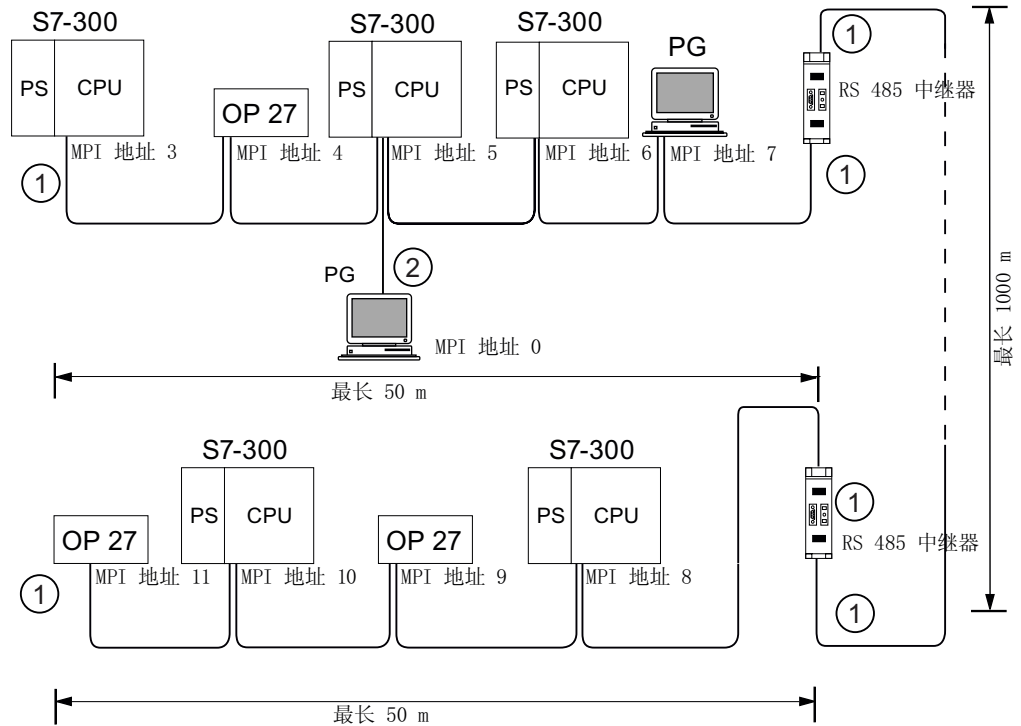 S7-300
S7-300
S7-300
PG
①
PS
CPU
OP 27
PS
CPU
PS
CPU
RS 485 中继器
MPI 地址 3
MPI 地址 4
MPI 地址 5
MPI 地址 6
MPI 地址 7
①
①
PG
②
MPI 地址 0
最长 1000 m
最长 50 m
S7-300
S7-300
OP 27
PS
CPU
OP 27
PS
CPU
①
RS 485 中继器
MPI 地址 11
MPI 地址 10
MPI 地址 9
MPI 地址 8
①
①
最长 50 m